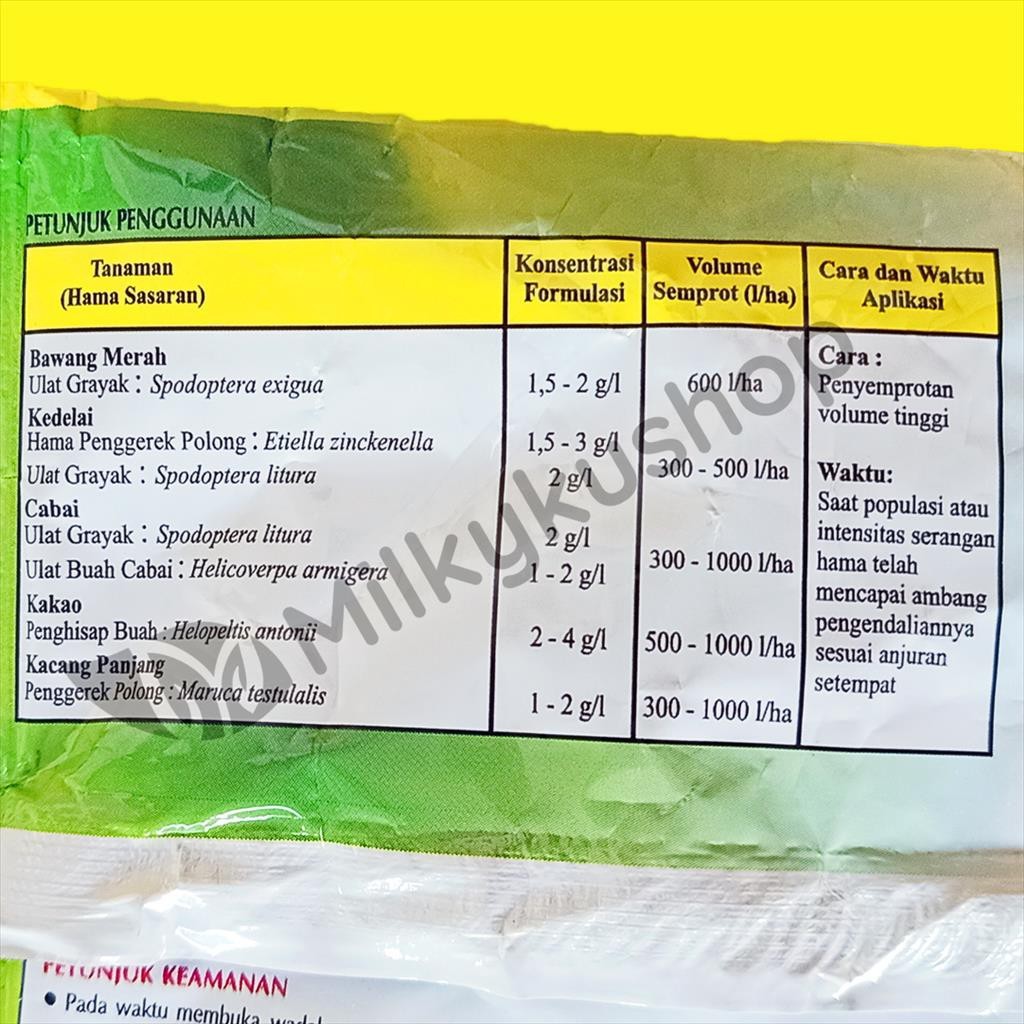 PETUNJUK PENGGUNAAN
Tanaman
(Hama Sasaran)
Konsentrasi
Formulasi
Volume
Semprot (l/ha)
Cara dan Waktu
Aplikasi
Bawang Merah
Ulat Grayak : Spodoptera exigua
1,5 - 2 g/l
600 l/ha
Kedelai
Hama Penggerek Polong : Etiella zinckenella
1,5 - 3 g/l
Ulat Grayak : Spodoptera litura
2 g/l
300 - 500 l/ha
Cabai
Ulat Grayak : Spodoptera litura
2 g/l
Ulat Buah Cabai : Helicoverpa armigera
1 - 2 g/l
300 - 1000 l/ha
Kakao
Penghisap Buah : Helopeltis antonii
2 - 4 g/l
500 - 1000 l/ha
Kacang Panjang
Penggerek Polong : Maruca testulalis
1 - 2 g/l
300 - 1000 l/ha
Cara :
Penyemprotan
volume tinggi
Waktu:
Saat populasi atau
intensitas serangan
hama telah
mencapai ambang
pengendaliannya
sesuai anjuran
setempat
Milkykushop
PETUNJUK KEAMANAN
• Pada waktu membuka